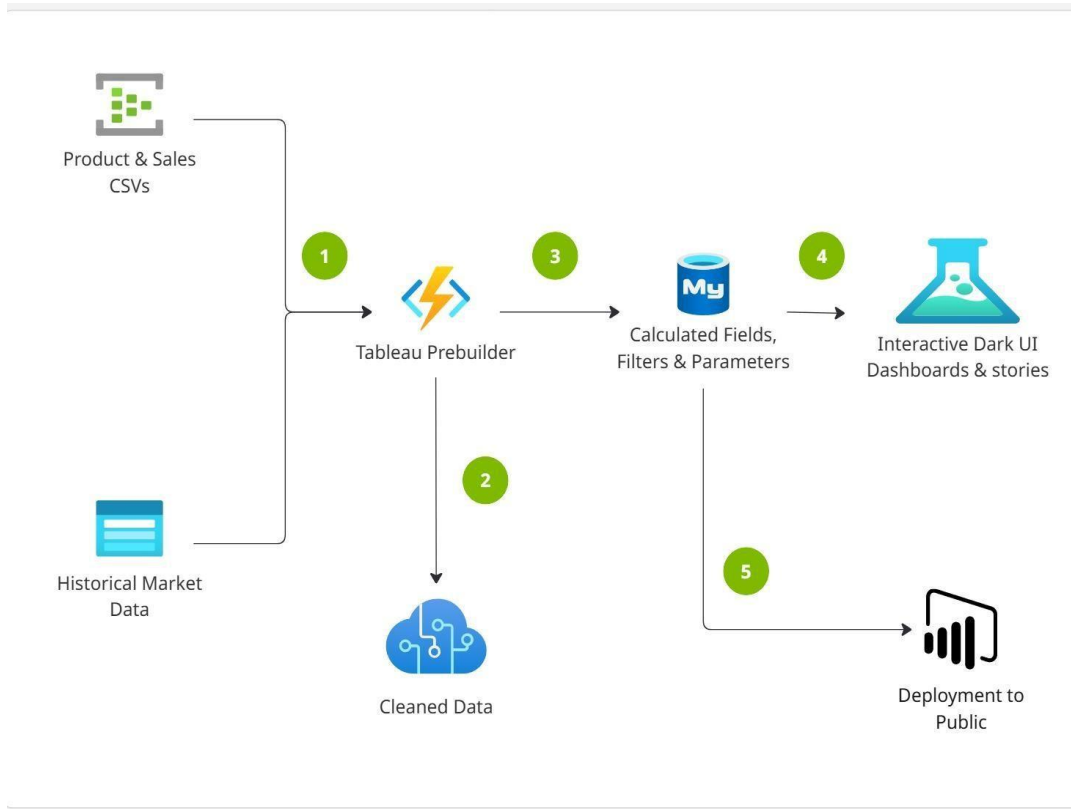 Product & Sales
CSVs
1
3
4
My
Tableau Prebuilder
Calculated Fields,
Filters & Parameters
Interactive Dark UI
Dashboards & stories
2
5
Historical Market
Data
Cleaned Data
Deployment to
Public